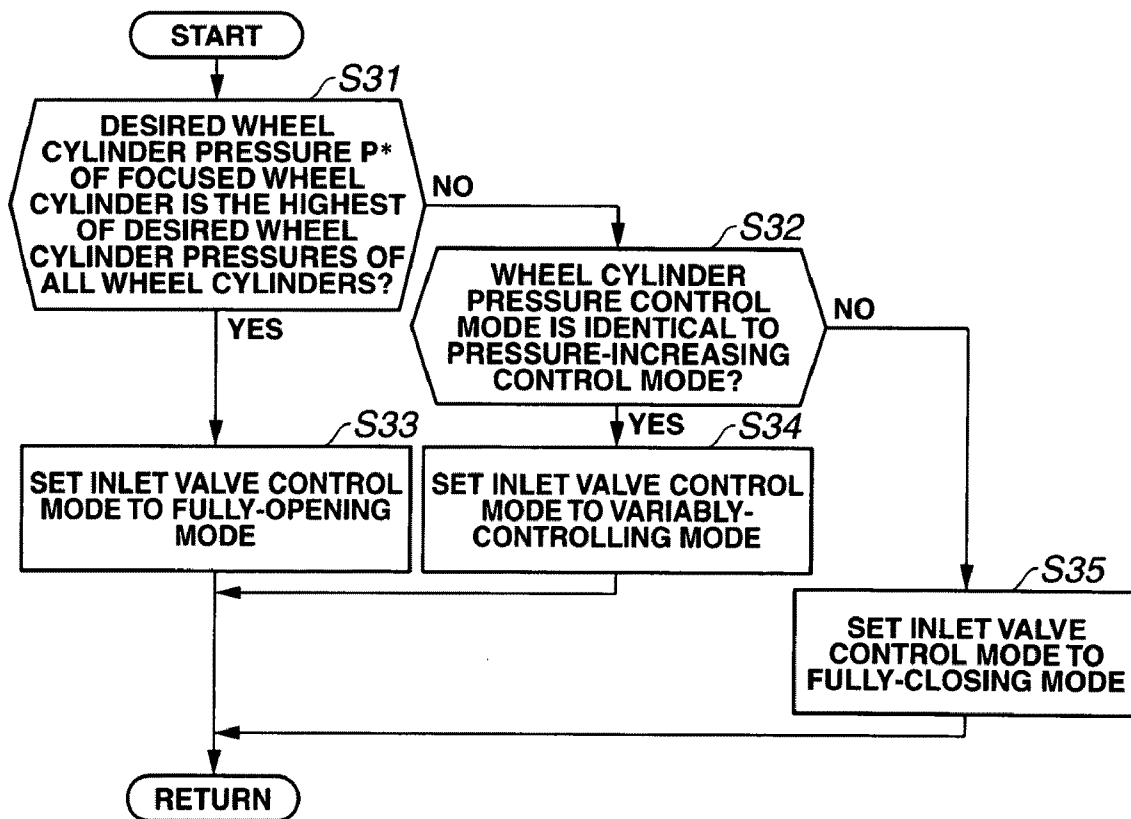 START
S31
DESIRED WHEEL
CYLINDER PRESSURE P*
OF FOCUSED WHEEL
CYLINDER IS THE HIGHEST
OF DESIRED WHEEL
CYLINDER PRESSURES OF
ALL WHEEL CYLINDERS?
NO
YES
S32
WHEEL CYLINDER
PRESSURE CONTROL
MODE IS IDENTICAL TO
PRESSURE-INCREASING
CONTROL MODE?
NO
YES
S33
SET INLET VALVE CONTROL
MODE TO FULLY-OPENING
MODE
S34
SET INLET VALVE CONTROL
MODE TO VARIABLY-
CONTROLLING MODE
S35
SET INLET VALVE
CONTROL MODE TO
FULLY-CLOSING MODE
RETURN